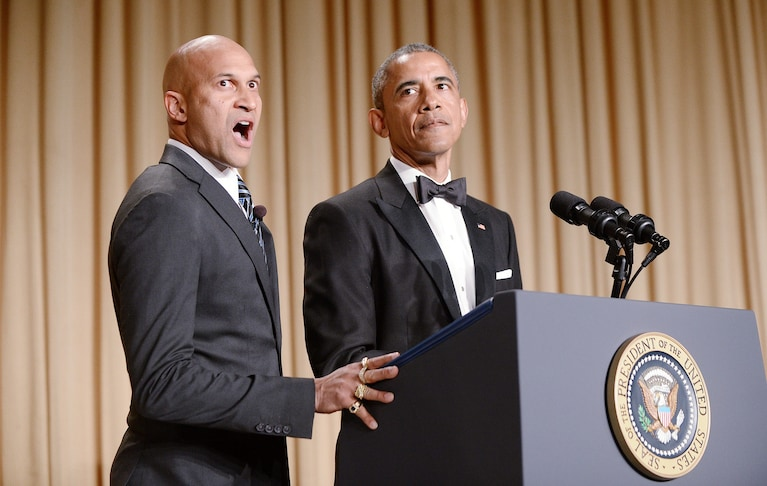 SEAL OF THE PRESIDENT OF THE UNITED STATES